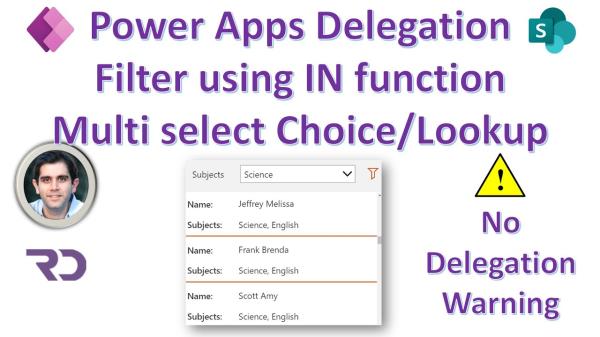 Power Apps Delegation
Filter using IN function
Multi select Choice/Lookup
S
Subjects Science
Name: Jeffrey Melissa
Subjects: Science, English
Name: Frank Brenda
Subjects: Science, English
Name: Scott Amy
Subjects: Science, English
!
No
Delegation
Warning
RD